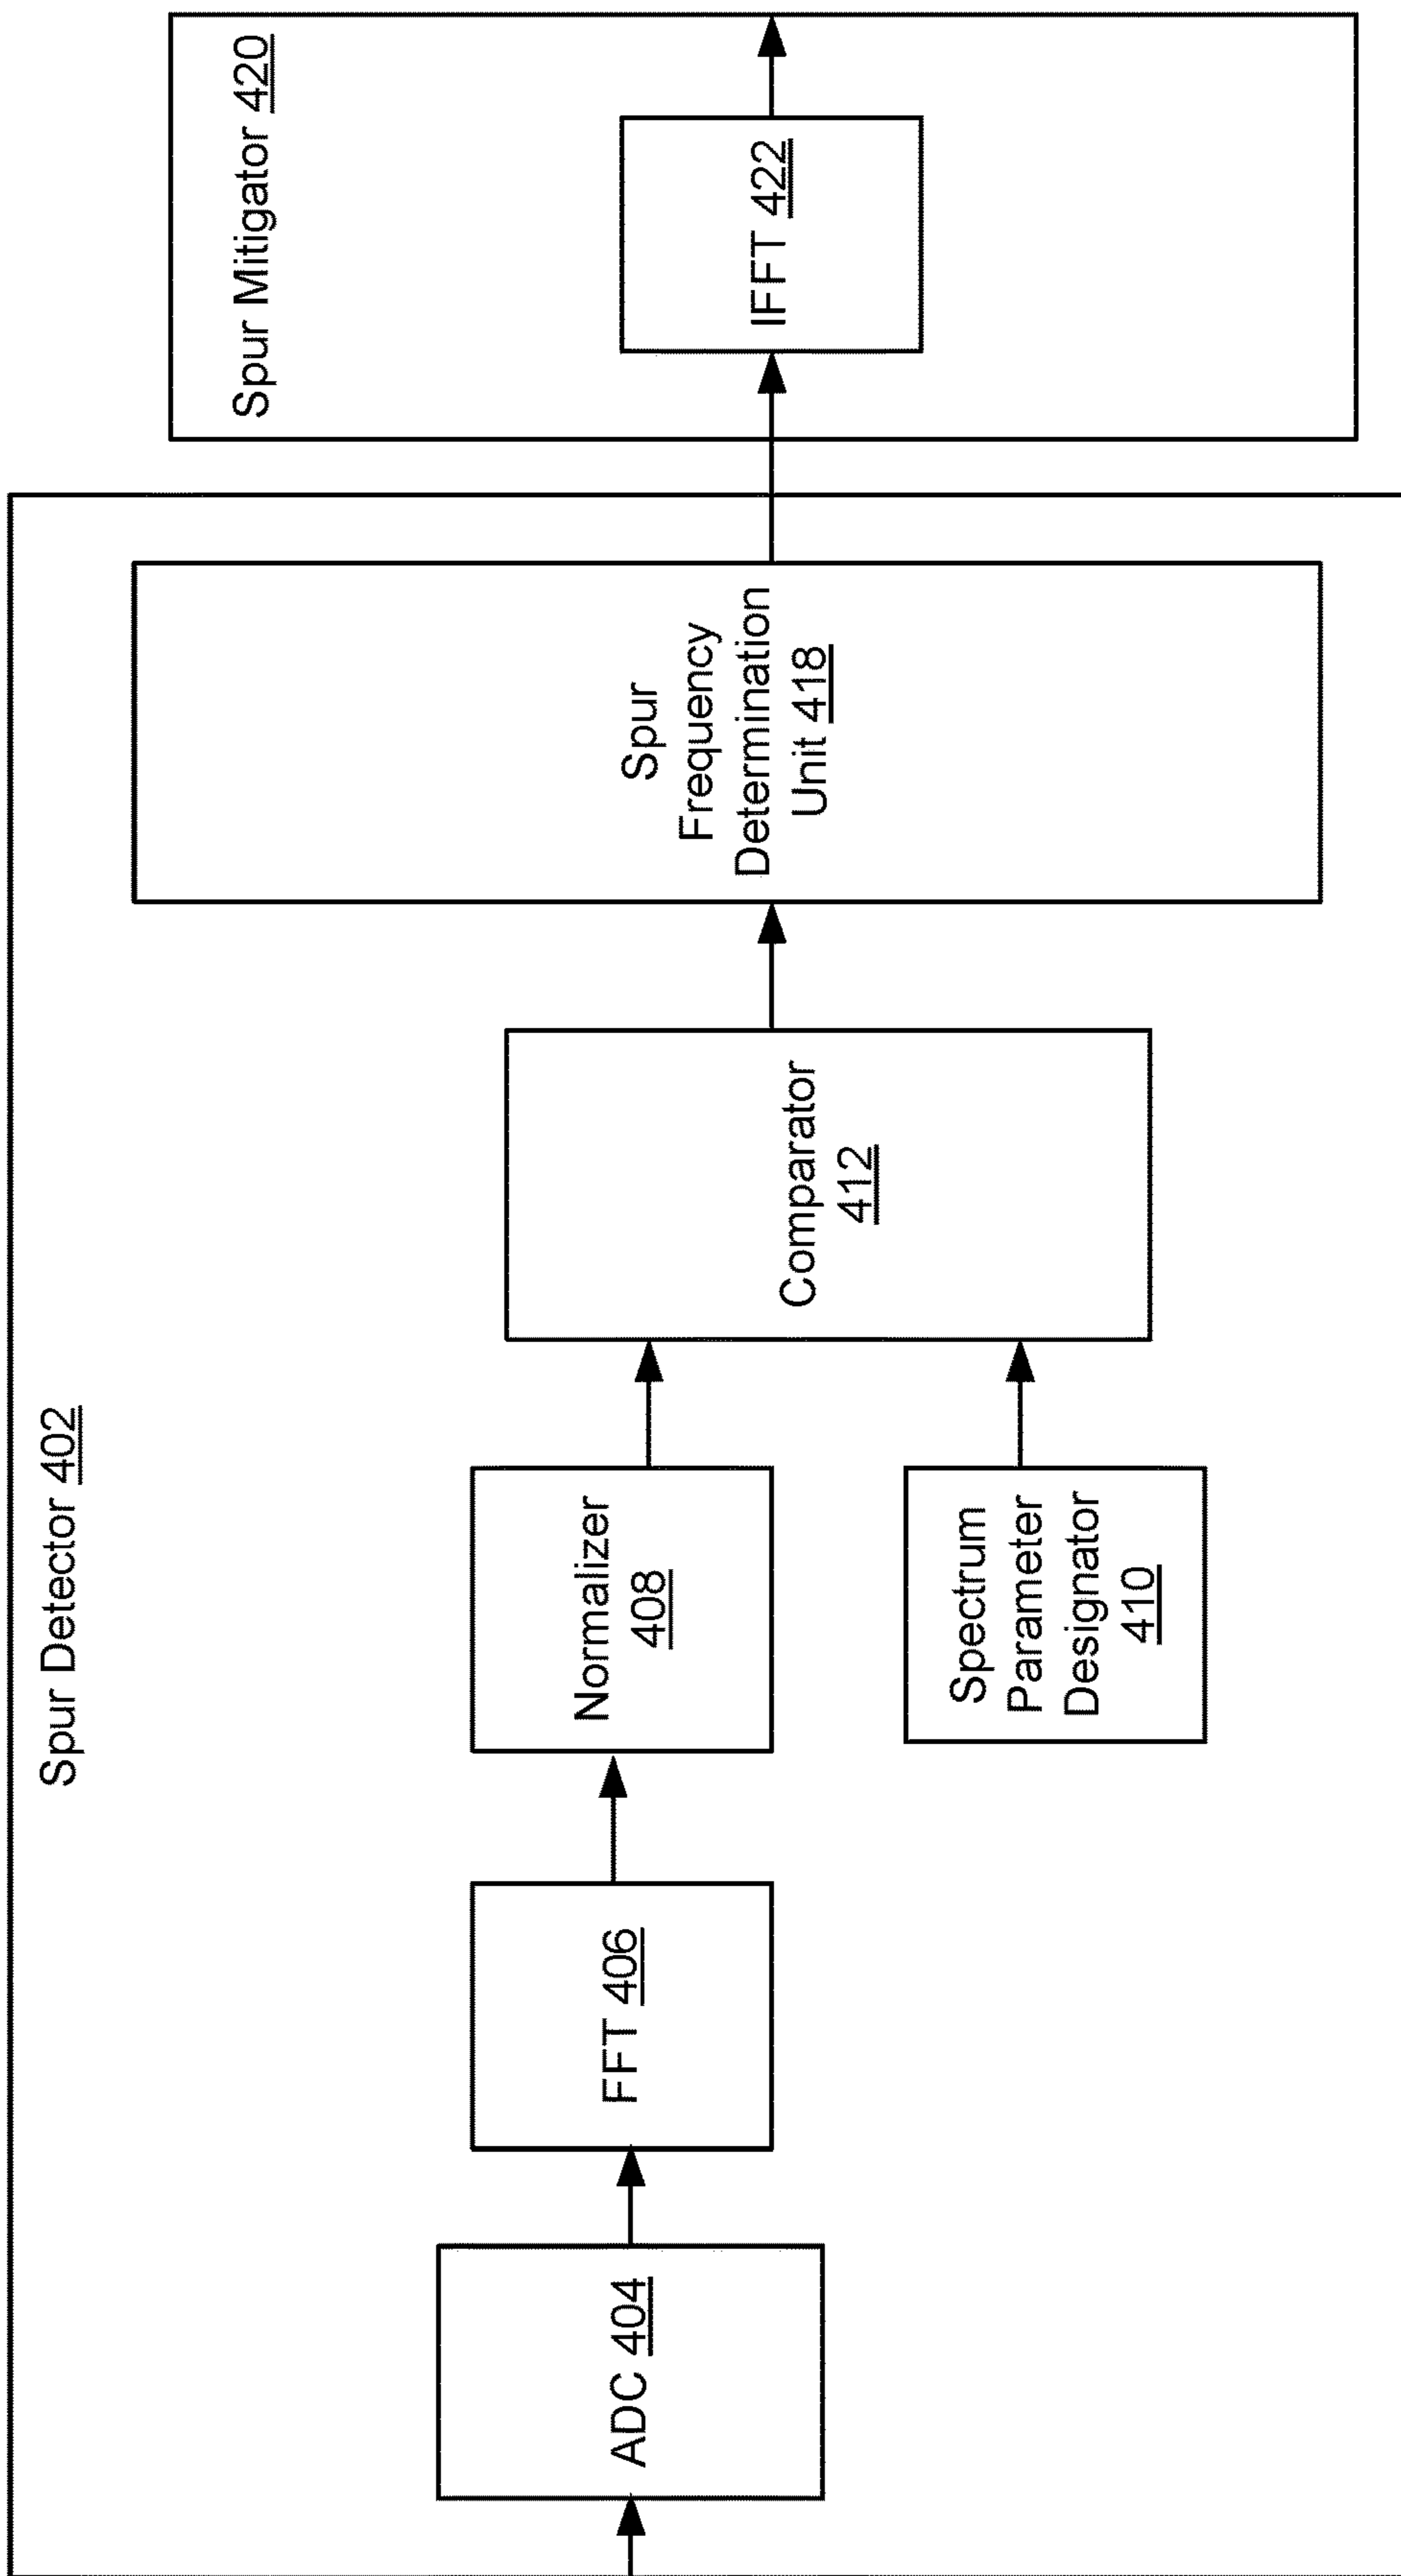 Spur Detector 402
ADC 404
FFT 406
Normalizer
408
Spectrum
Parameter
Designator
410
Comparator
412
Spur
Frequency
Determination
Unit 418
Spur Mitigator 420
IFFT 422